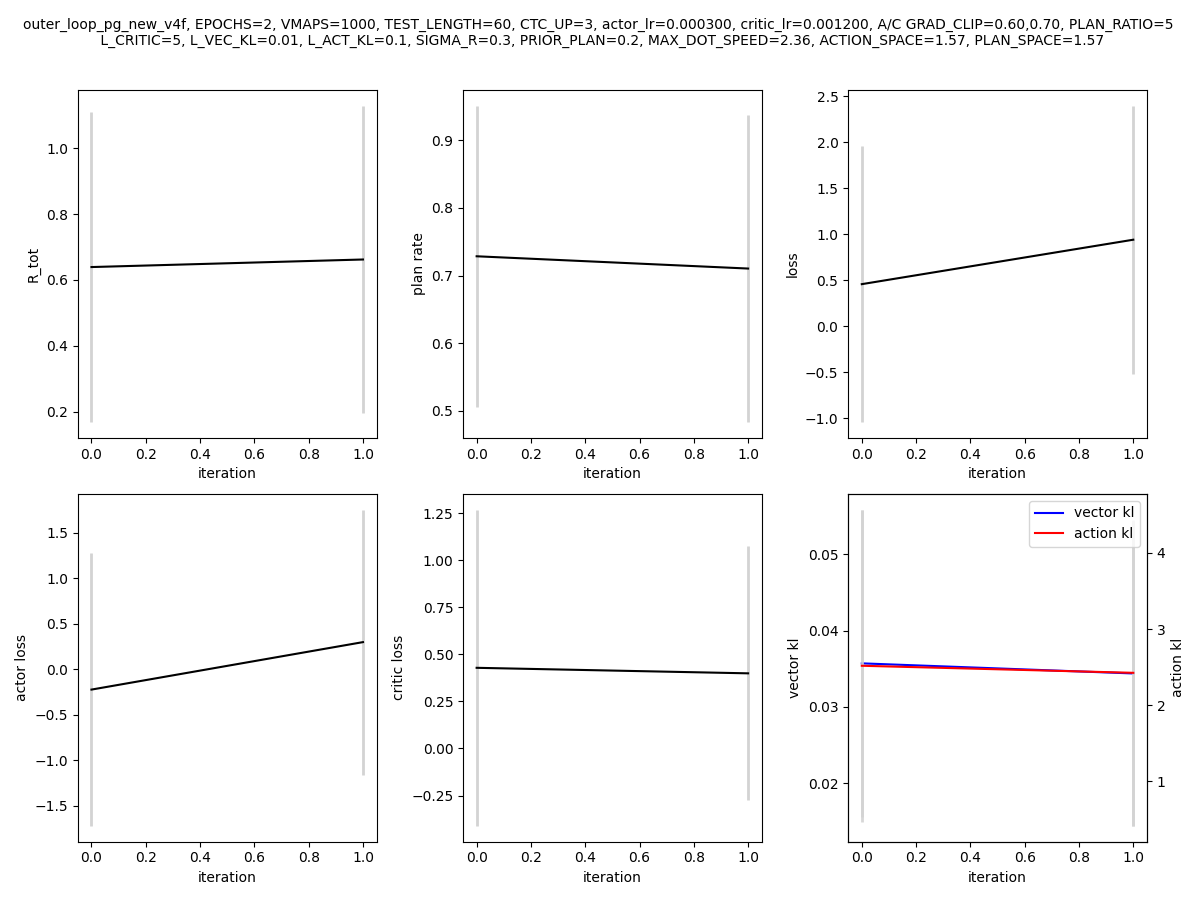 outer_loop_pg_new_v4f, EPOCHS=2, VMAPS=1000, TEST_LENGTH=60, CTC_UP=3, actor_lr=0.000300, critic_lr=0.001200, A/C GRAD_CLIP=0.60,0.70, PLAN_RATIO=5
L_CRITIC=5, L_VEC_KL=0.01, L_ACT_KL=0.1, SIGMA_R=0.3, PRIOR_PLAN=0.2, MAX_DOT_SPEED=2.36, ACTION_SPACE=1.57, PLAN_SPACE=1.57
R_tot
1.0
0.8
0.6
0.4
0.2
0.0 0.2 0.4 0.6 0.8 1.0
iteration
plan rate
0.9
0.8
0.7
0.6
0.5
0.0 0.2 0.4 0.6 0.8 1.0
iteration
loss
2.5
2.0
1.5
1.0
0.5
0.0
−0.5
−1.0
0.0 0.2 0.4 0.6 0.8 1.0
iteration
actor loss
1.5
1.0
0.5
0.0
−0.5
−1.0
−1.5
0.0 0.2 0.4 0.6 0.8 1.0
iteration
critic loss
1.25
1.00
0.75
0.50
0.25
0.00
−0.25
0.0 0.2 0.4 0.6 0.8 1.0
iteration
vector kl
0.05
0.04
0.03
0.02
vector kl
action kl
4
3
2
1
action kl
0.0 0.2 0.4 0.6 0.8 1.0
iteration